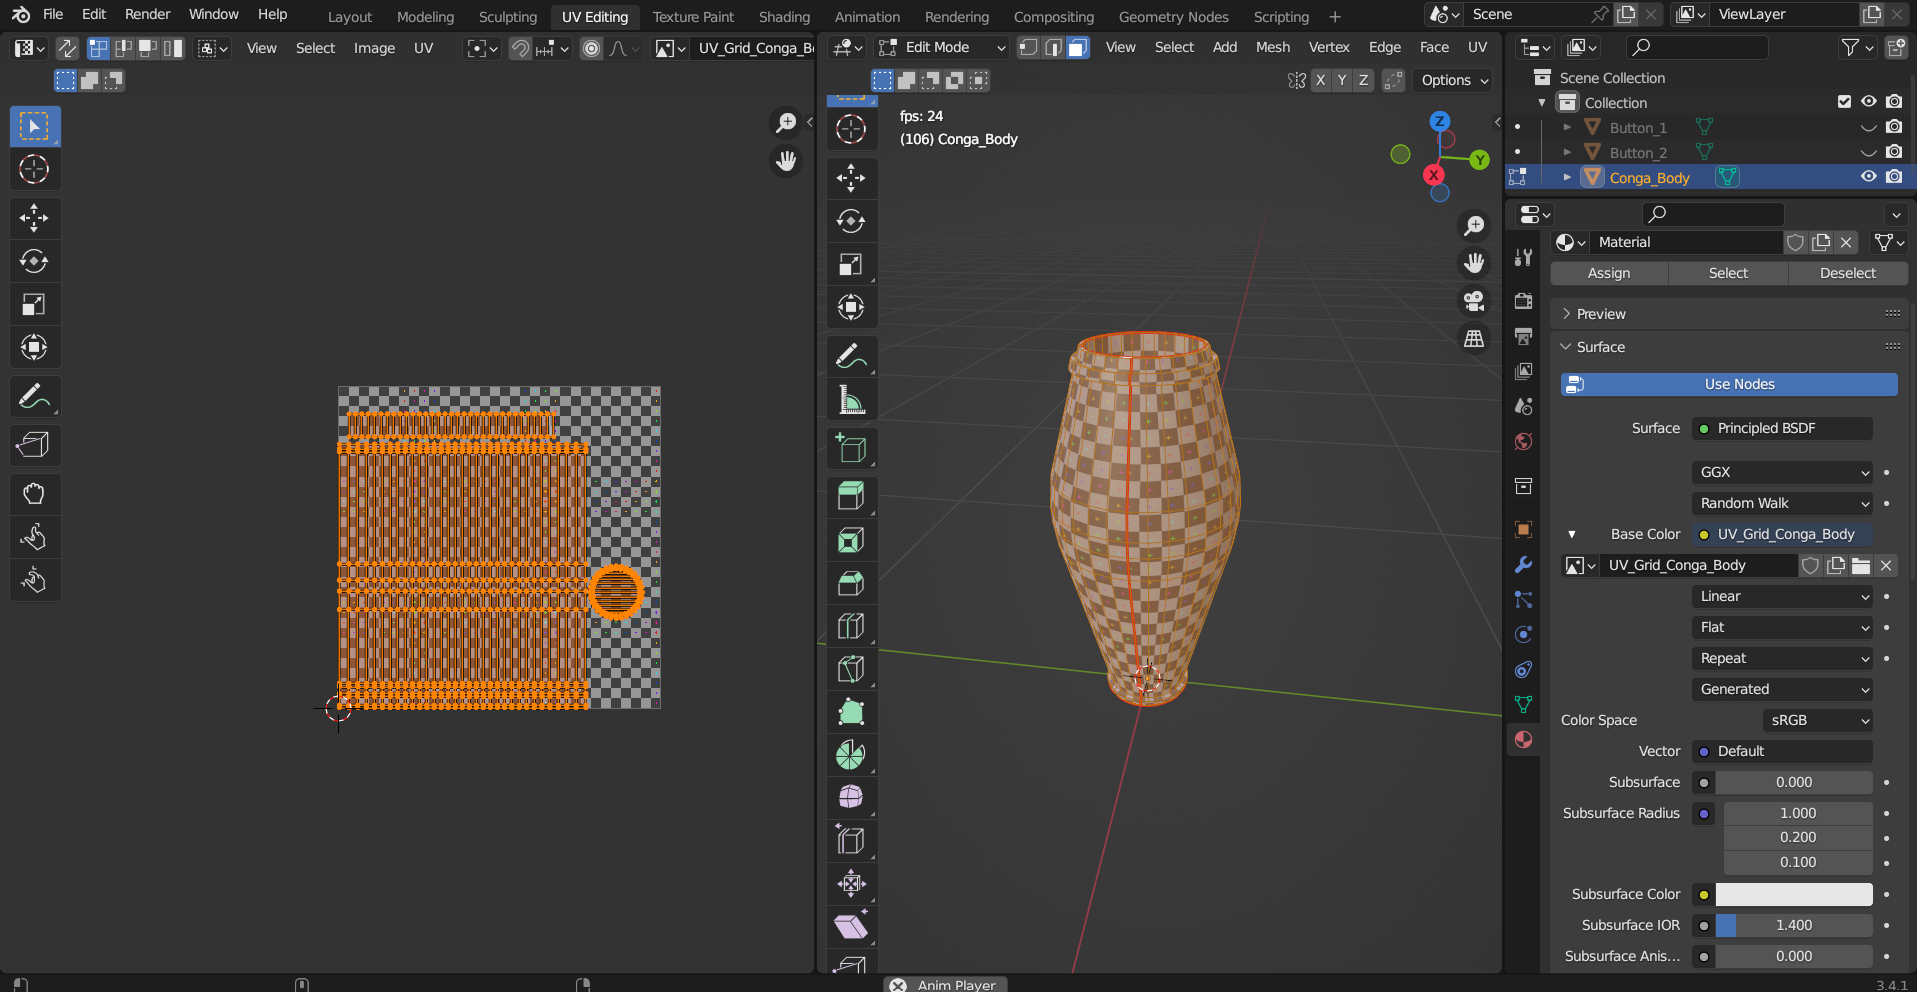 File Edit Render Window Help Layout Modeling Sculpting UV Editing Texture Paint Shading Animation Rendering Compositing Geometry Nodes Scripting + Scene ViewLayer
View Select Image UV UV_Grid_Conga_B
Edit Mode View Select Add Mesh Vertex Edge Face UV
X Y Z Options
fps: 24
(106) Conga_Body
Z
Y
X
Scene Collection
Collection
Button_1
Button_2
Conga_Body
Material
Assign Select Deselect
Preview
Surface
Use Nodes
Surface Principled BSDF
GGX
Random Walk
Base Color UV_Grid_Conga_Body
UV_Grid_Conga_Body
Linear
Flat
Repeat
Generated
Color Space sRGB
Vector Default
Subsurface 0.000
Subsurface Radius 1.000
0.200
0.100
Subsurface Color
Subsurface IOR 1.400
Subsurface Anis... 0.000
Anim Player
3.4.1